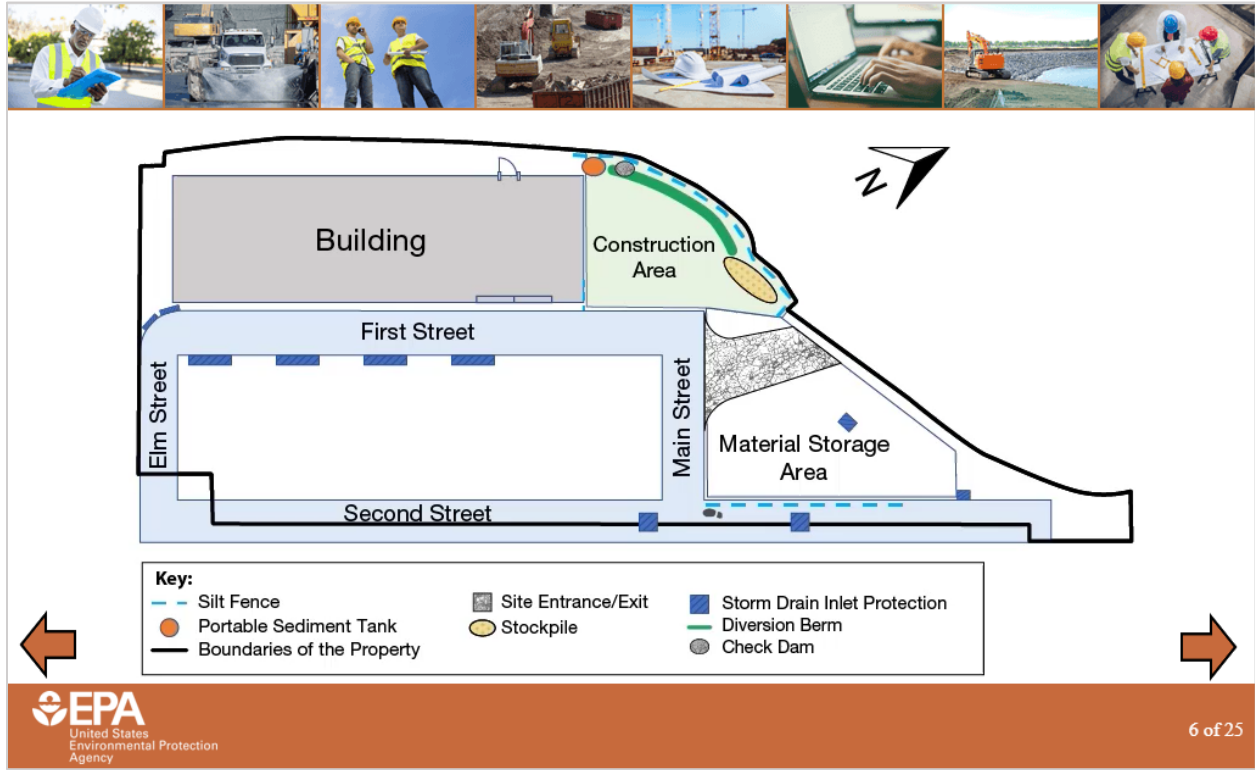 N
Building
Construction
Area
First Street
Elm Street
Main Street
Material Storage
Area
Second Street
Key:
Silt Fence
Site Entrance/Exit
Storm Drain Inlet Protection
Portable Sediment Tank
Stockpile
Diversion Berm
Boundaries of the Property
Check Dam
EPA
United States
Environmental Protection
Agency
6 of 25